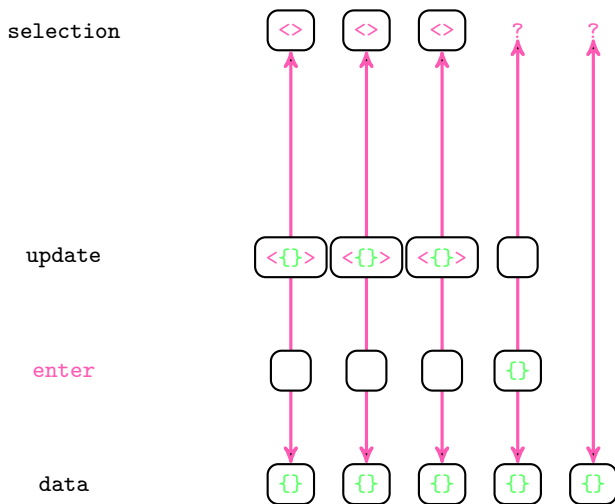 selection <> <> <> ? ?
update <{}> <{}> <{}>
enter {}
data {} {} {} {} {}